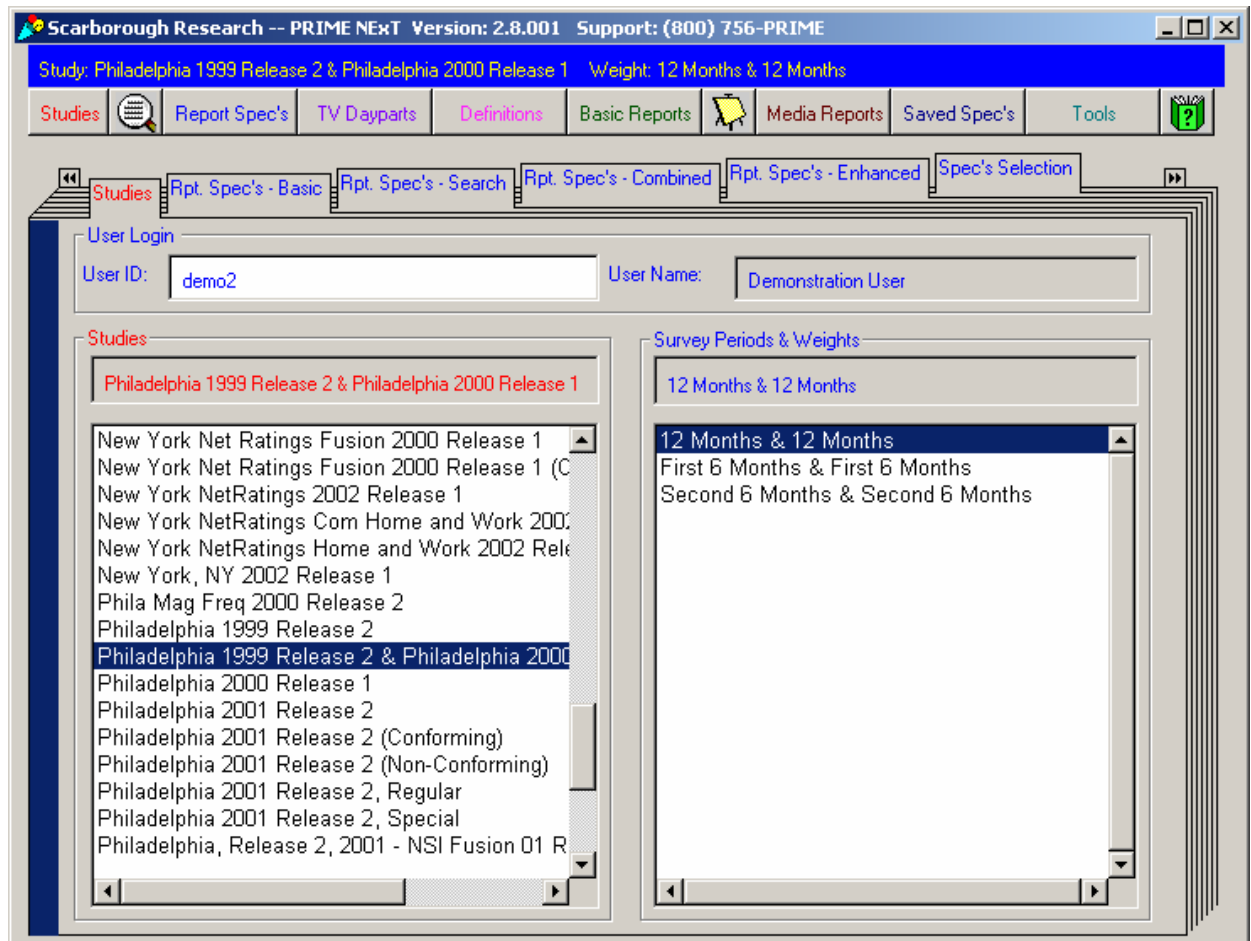 Scarborough Research -- PRIME NExT Version: 2.8.001 Support: (800) 756-PRIME
Study: Philadelphia 1999 Release 2 & Philadelphia 2000 Release 1 Weight: 12 Months & 12 Months
Studies Report Spec's TV Dayparts Definitions Basic Reports Media Reports Saved Spec's Tools ?
Studies Rpt. Spec's - Basic Rpt. Spec's - Search Rpt. Spec's - Combined Rpt. Spec's - Enhanced Spec's Selection
User Login
User ID: demo2 User Name: Demonstration User
Studies
Philadelphia 1999 Release 2 & Philadelphia 2000 Release 1
New York Net Ratings Fusion 2000 Release 1
New York Net Ratings Fusion 2000 Release 1 (C
New York NetRatings 2002 Release 1
New York NetRatings Com Home and Work 2002
New York NetRatings Home and Work 2002 Rele
New York, NY 2002 Release 1
Phila Mag Freq 2000 Release 2
Philadelphia 1999 Release 2
Philadelphia 1999 Release 2 & Philadelphia 2000
Philadelphia 2000 Release 1
Philadelphia 2001 Release 2
Philadelphia 2001 Release 2 (Conforming)
Philadelphia 2001 Release 2 (Non-Conforming)
Philadelphia 2001 Release 2, Regular
Philadelphia 2001 Release 2, Special
Philadelphia, Release 2, 2001 - NSI Fusion 01 R
Survey Periods & Weights
12 Months & 12 Months
12 Months & 12 Months
First 6 Months & First 6 Months
Second 6 Months & Second 6 Months